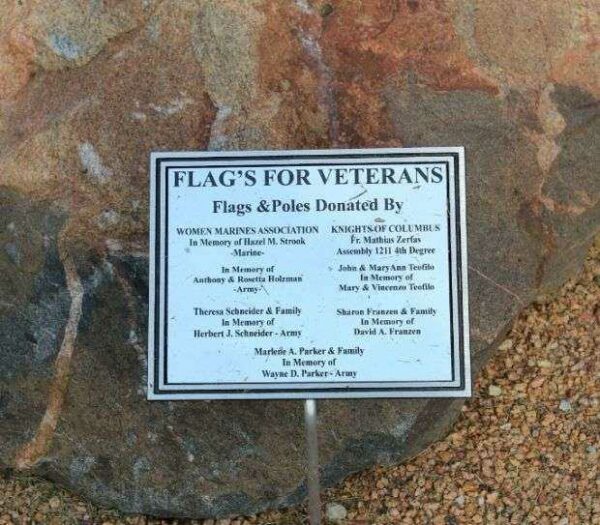 FLAG'S FOR VETERANS
Flags &Poles Donated By
WOMEN MARINES ASSOCIATION
In Memory of Hazel M. Strook
-Marine-
In Memory of
Anthony & Rosetta Holzman
-Army-
Theresa Schneider & Family
In Memory of
Herbert J. Schneider - Army
KNIGHTS OF COLUMBUS
Fr. Mathias Zerfas
Assembly 1211 4th Degree
John & MaryAnn Teofilo
In Memory of
Mary & Vincenzo Teofilo
Sharon Franzen & Family
In Memory of
David A. Franzen
Marlene A. Parker & Family
In Memory of
Wayne D. Parker - Army